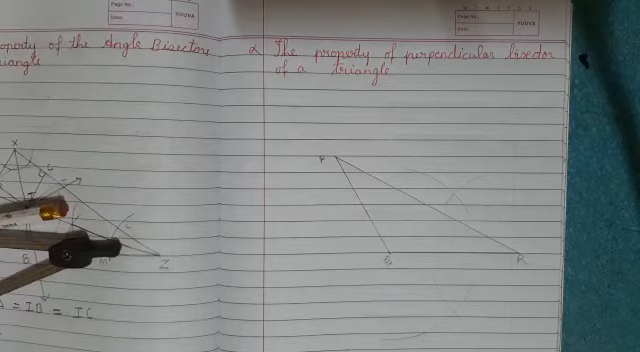 Page No.:
Date:
YOUVA
operty of the Angle Bisectors
iangle
X
Z
B
A = IB = IC
M T W T F S S
Page No.:
Date:
YOUVA
2 The property of perpendicular bisector
of a triangle
P
Q
R